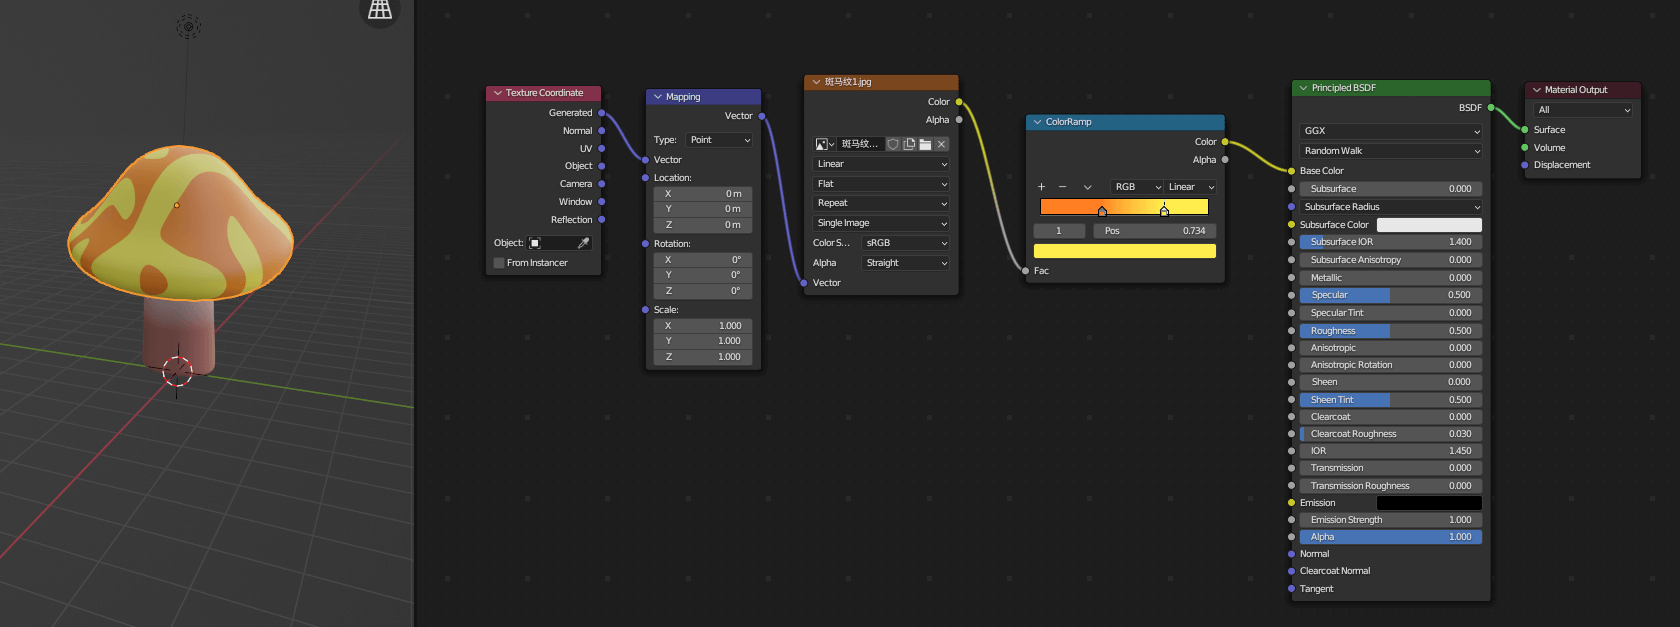 Texture Coordinate
Generated
Normal
UV
Object
Camera
Window
Reflection
Object:
From Instancer
Mapping
Vector
Type: Point
Vector
Location:
X 0 m
Y 0 m
Z 0 m
Rotation:
X 0°
Y 0°
Z 0°
Scale:
X 1.000
Y 1.000
Z 1.000
斑马纹1.jpg
Color
Alpha
斑马纹...
Linear
Flat
Repeat
Single Image
Color S... sRGB
Alpha Straight
Vector
ColorRamp
Color
Alpha
+ − RGB Linear
1 Pos 0.734
Fac
Principled BSDF
BSDF
GGX
Random Walk
Base Color
Subsurface 0.000
Subsurface Radius
Subsurface Color
Subsurface IOR 1.400
Subsurface Anisotropy 0.000
Metallic 0.000
Specular 0.500
Specular Tint 0.000
Roughness 0.500
Anisotropic 0.000
Anisotropic Rotation 0.000
Sheen 0.000
Sheen Tint 0.500
Clearcoat 0.000
Clearcoat Roughness 0.030
IOR 1.450
Transmission 0.000
Transmission Roughness 0.000
Emission
Emission Strength 1.000
Alpha 1.000
Normal
Clearcoat Normal
Tangent
Material Output
All
Surface
Volume
Displacement